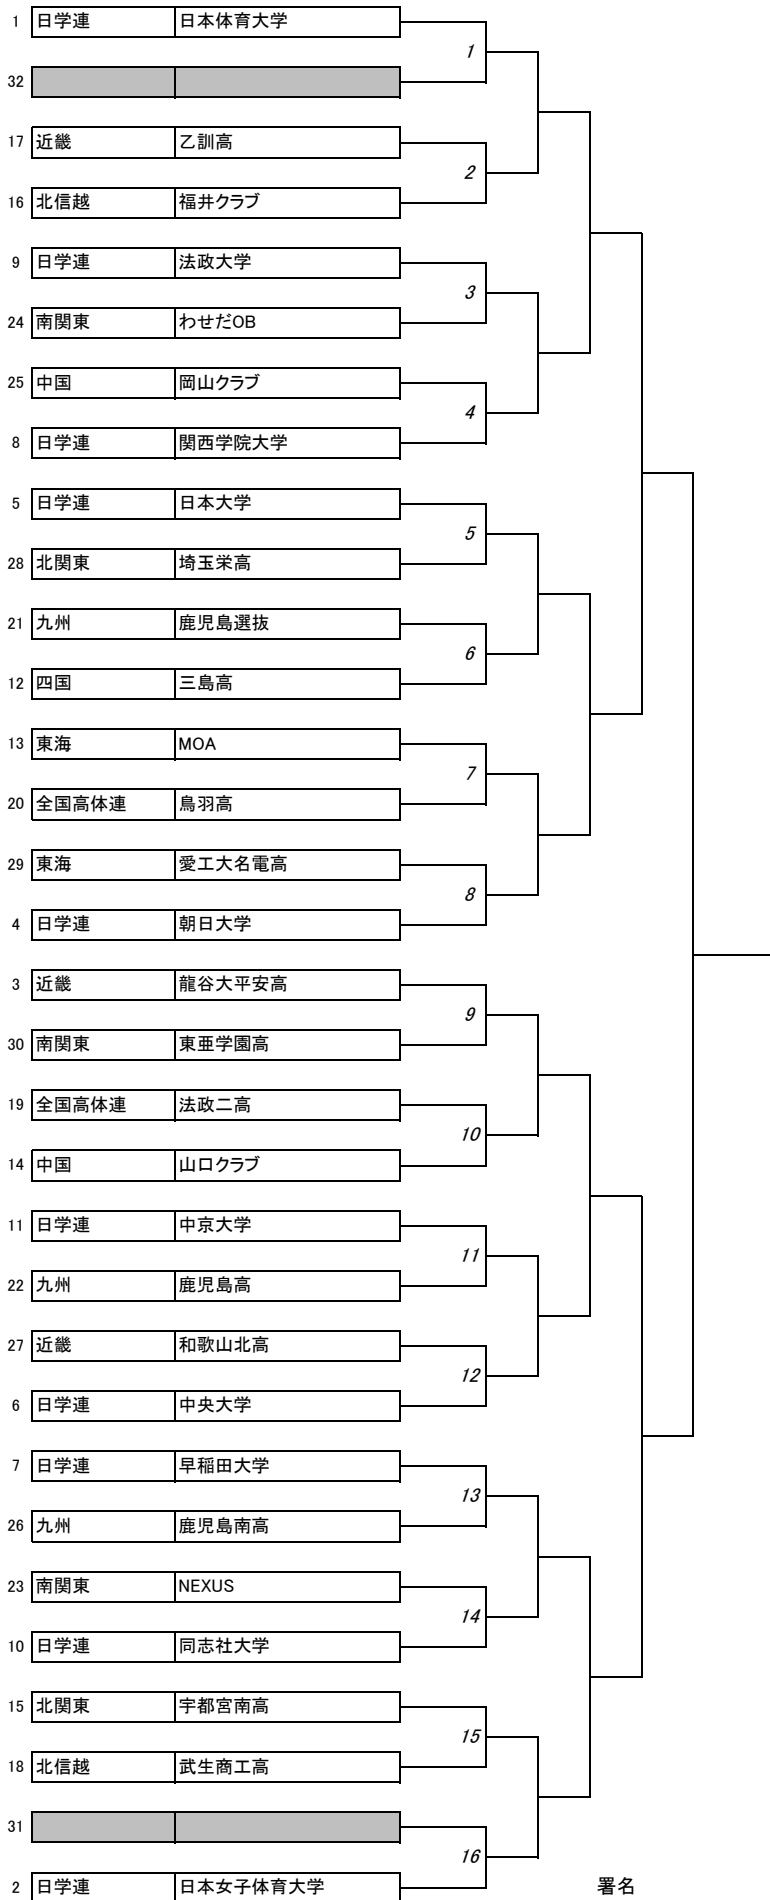 1 日学連 日本体育大学
1
32
17 近畿 乙訓高
2
16 北信越 福井クラブ
9 日学連 法政大学
3
24 南関東 わせだOB
25 中国 岡山クラブ
4
8 日学連 関西学院大学
5 日学連 日本大学
5
28 北関東 埼玉栄高
21 九州 鹿児島選抜
6
12 四国 三島高
13 東海 MOA
7
20 全国高体連 鳥羽高
29 東海 愛工大名電高
8
4 日学連 朝日大学
3 近畿 龍谷大平安高
9
30 南関東 東亜学園高
19 全国高体連 法政二高
10
14 中国 山口クラブ
11 日学連 中京大学
11
22 九州 鹿児島高
27 近畿 和歌山北高
12
6 日学連 中央大学
7 日学連 早稲田大学
13
26 九州 鹿児島南高
23 南関東 NEXUS
14
10 日学連 同志社大学
15 北関東 宇都宮南高
15
18 北信越 武生商工高
31
16
2 日学連 日本女子体育大学 署名